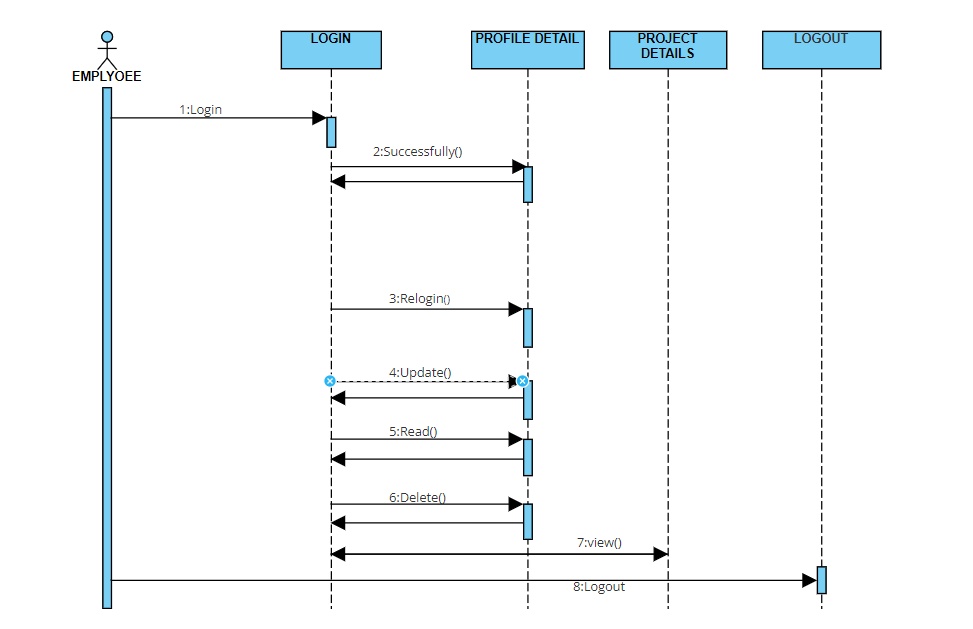 LOGIN
PROFILE DETAIL
PROJECT
DETAILS
LOGOUT
EMPLYOEE
1:Login
2:Successfully()
3:Relogin()
4:Update()
5:Read()
6:Delete()
7:view()
8:Logout